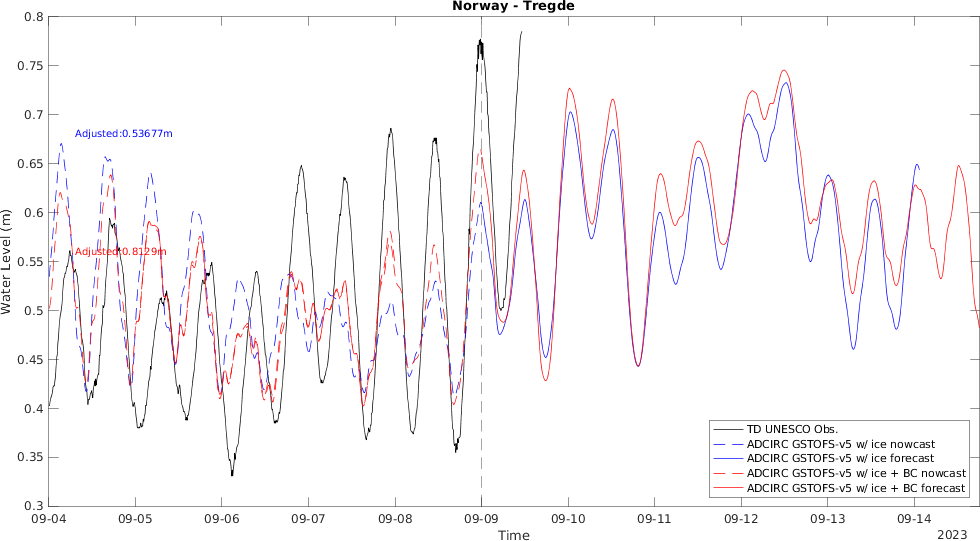 Norway - Tregde
0.8
0.75
0.7
0.65
0.6
0.55
0.5
0.45
0.4
0.35
0.3
Water Level (m)
Adjusted:0.53677m
Adjusted:0.8129m
TD UNESCO Obs.
ADCIRC GSTOFS-v5 w/ ice nowcast
ADCIRC GSTOFS-v5 w/ ice forecast
ADCIRC GSTOFS-v5 w/ ice + BC nowcast
ADCIRC GSTOFS-v5 w/ ice + BC forecast
09-04 09-05 09-06 09-07 09-08 09-09 09-10 09-11 09-12 09-13 09-14
Time
2023